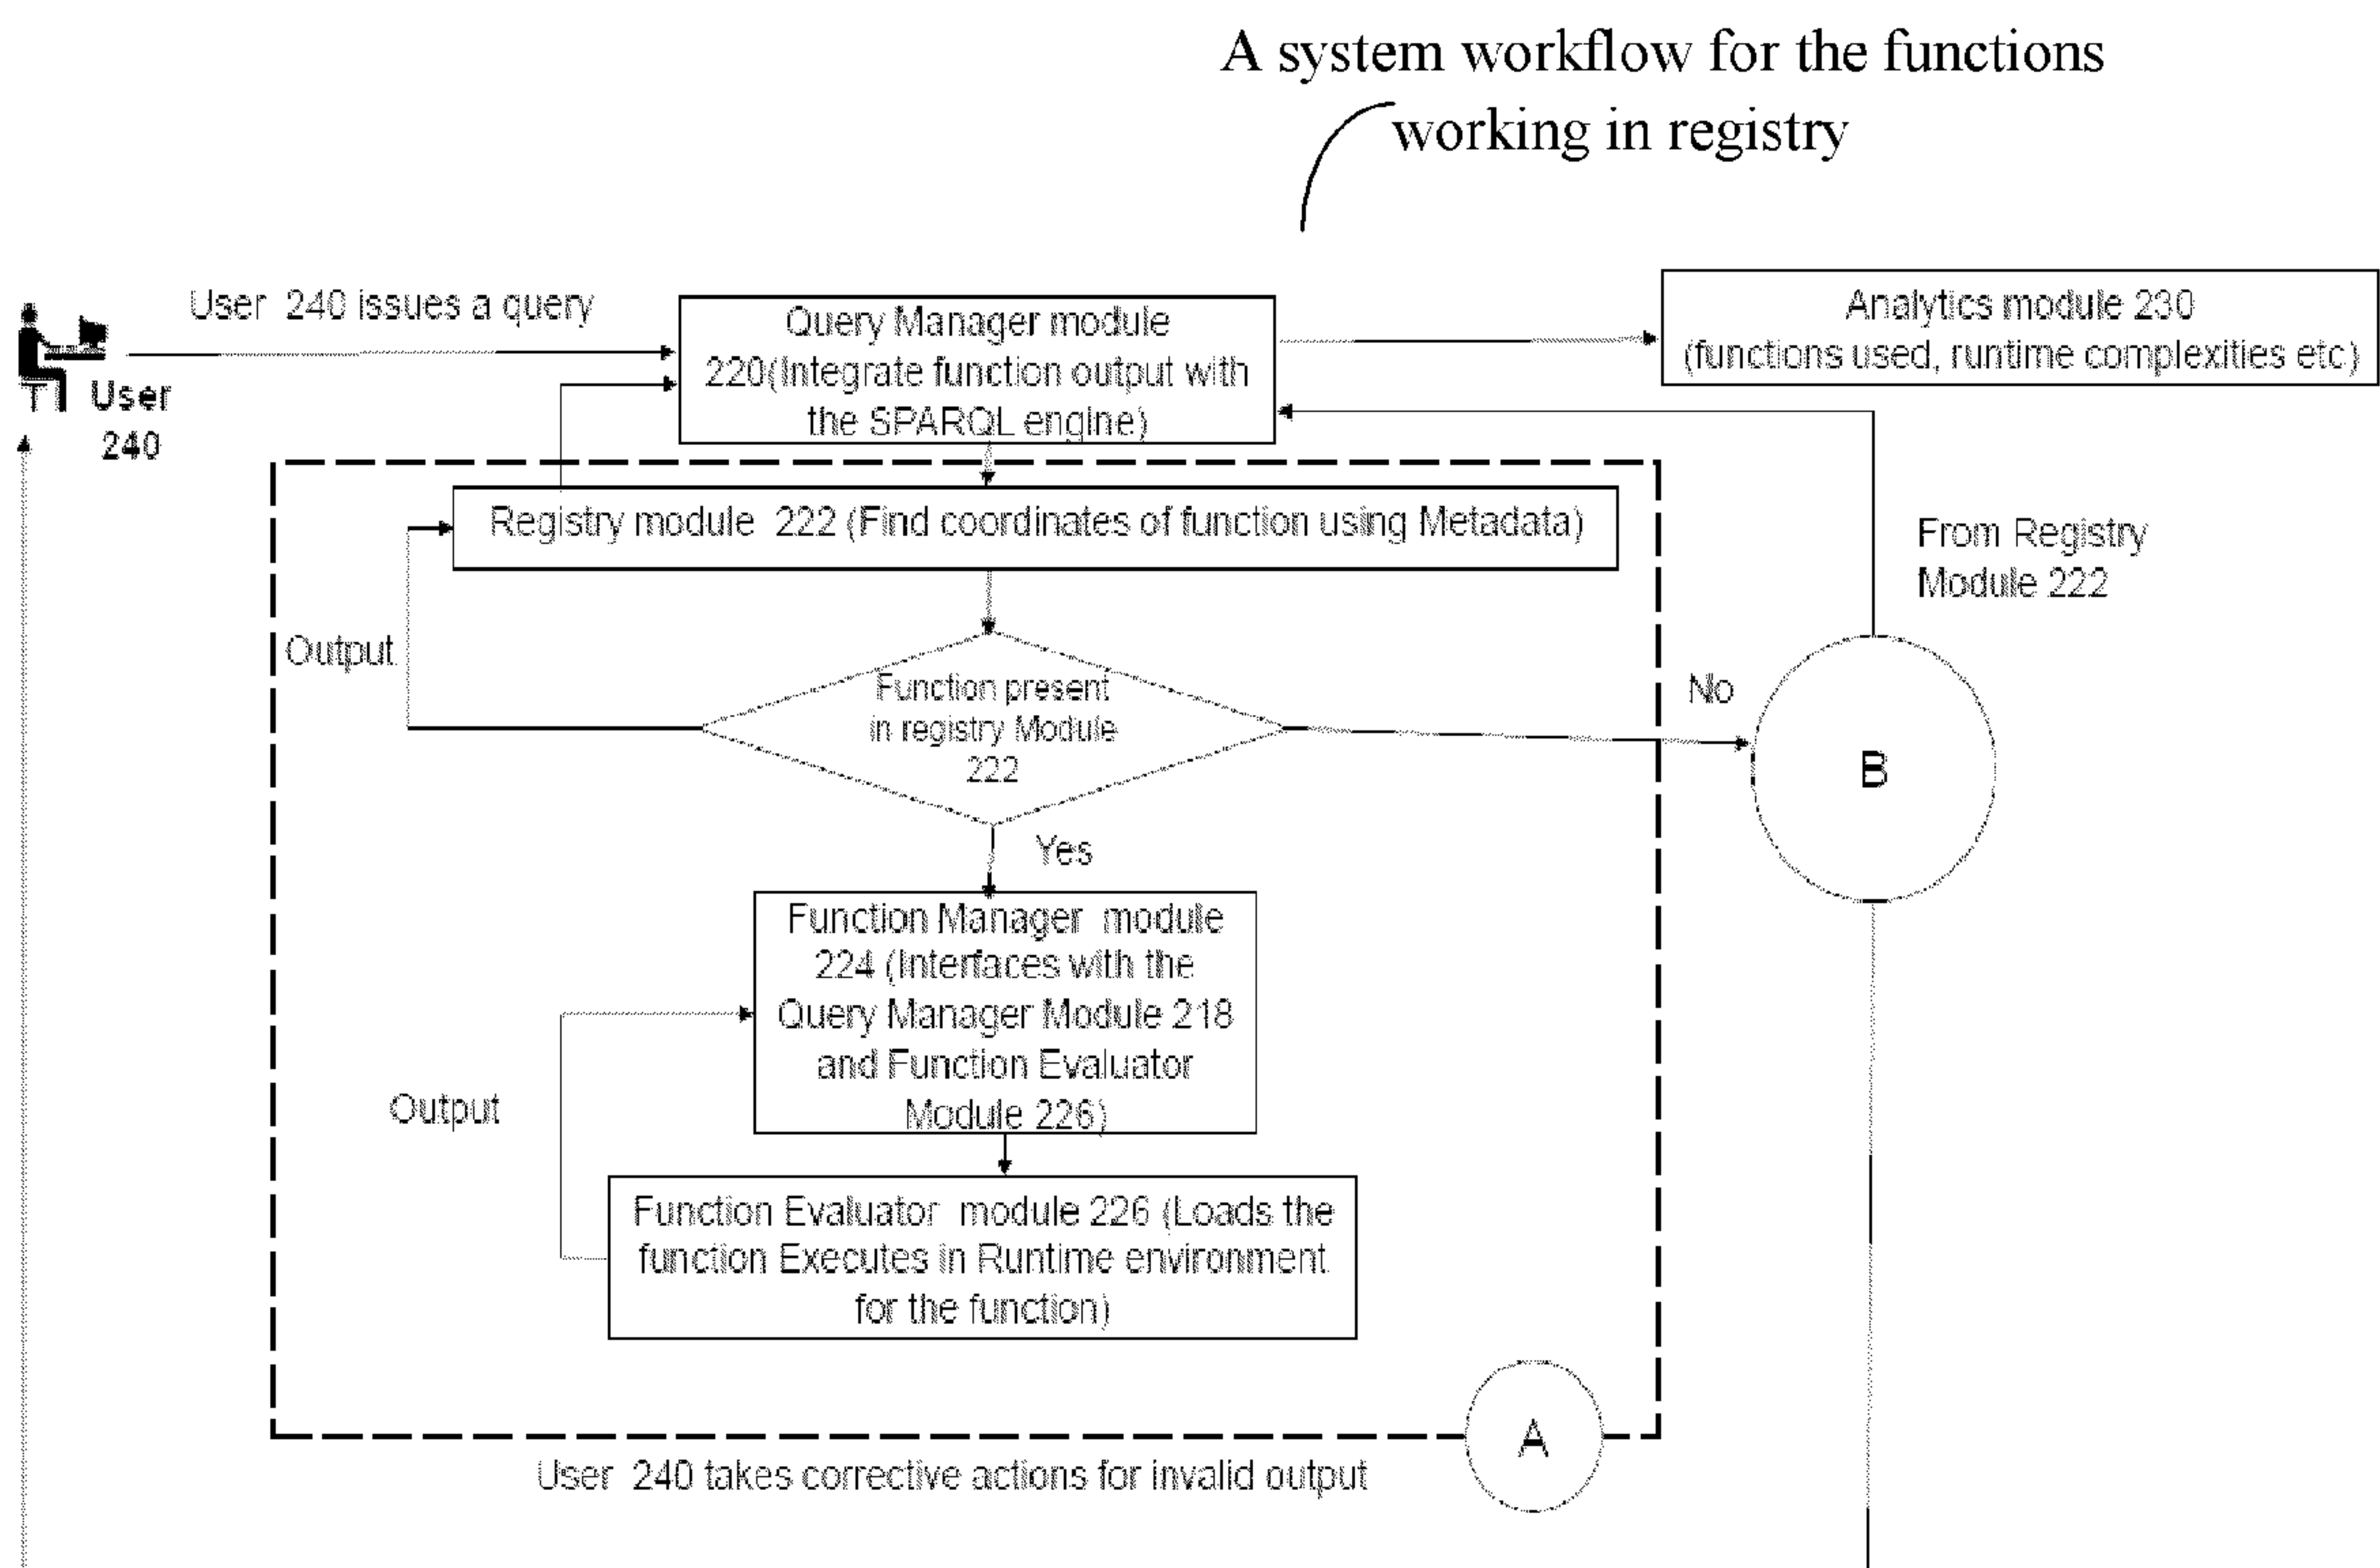 A system workflow for the functions
working in registry
User 240 issues a query
User
240
Query Manager module
220(Integrate function output with
the SPARQL engine)
Analytics module 230
(functions used, runtime complexities etc)
Registry module 222 (Find coordinates of function using Metadata)
From Registry
Module 222
Output
Function present
in registry Module
222
No
B
Yes
Function Manager module
224 (Interfaces with the
Query Manager Module 218
and Function Evaluator
Module 226)
Output
Function Evaluator module 226 (Loads the
function Executes in Runtime environment
for the function)
A
User 240 takes corrective actions for invalid output